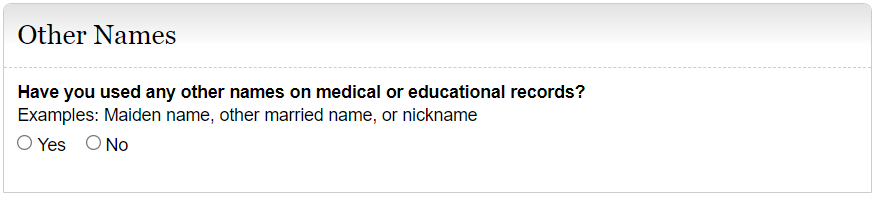 Other Names
Have you used any other names on medical or educational records?
Examples: Maiden name, other married name, or nickname
Yes No